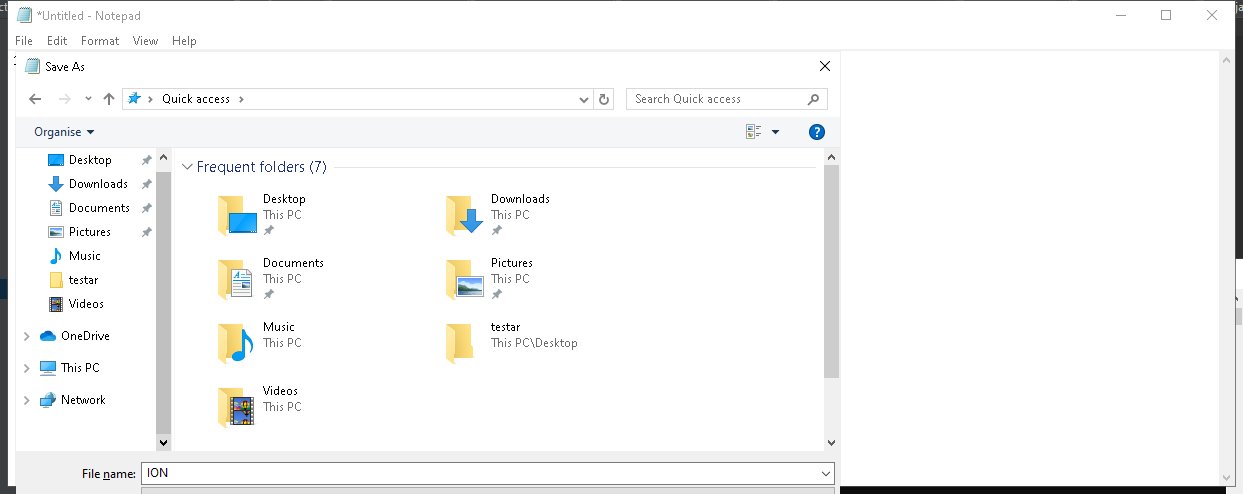 *Untitled - Notepad
File Edit Format View Help
Save As
Quick access
Search Quick access
Organise
Desktop
Downloads
Documents
Pictures
Music
testar
Videos
OneDrive
This PC
Network
Frequent folders (7)
Desktop
This PC
Downloads
This PC
Documents
This PC
Pictures
This PC
Music
This PC
testar
This PC\Desktop
Videos
This PC
File name: ION